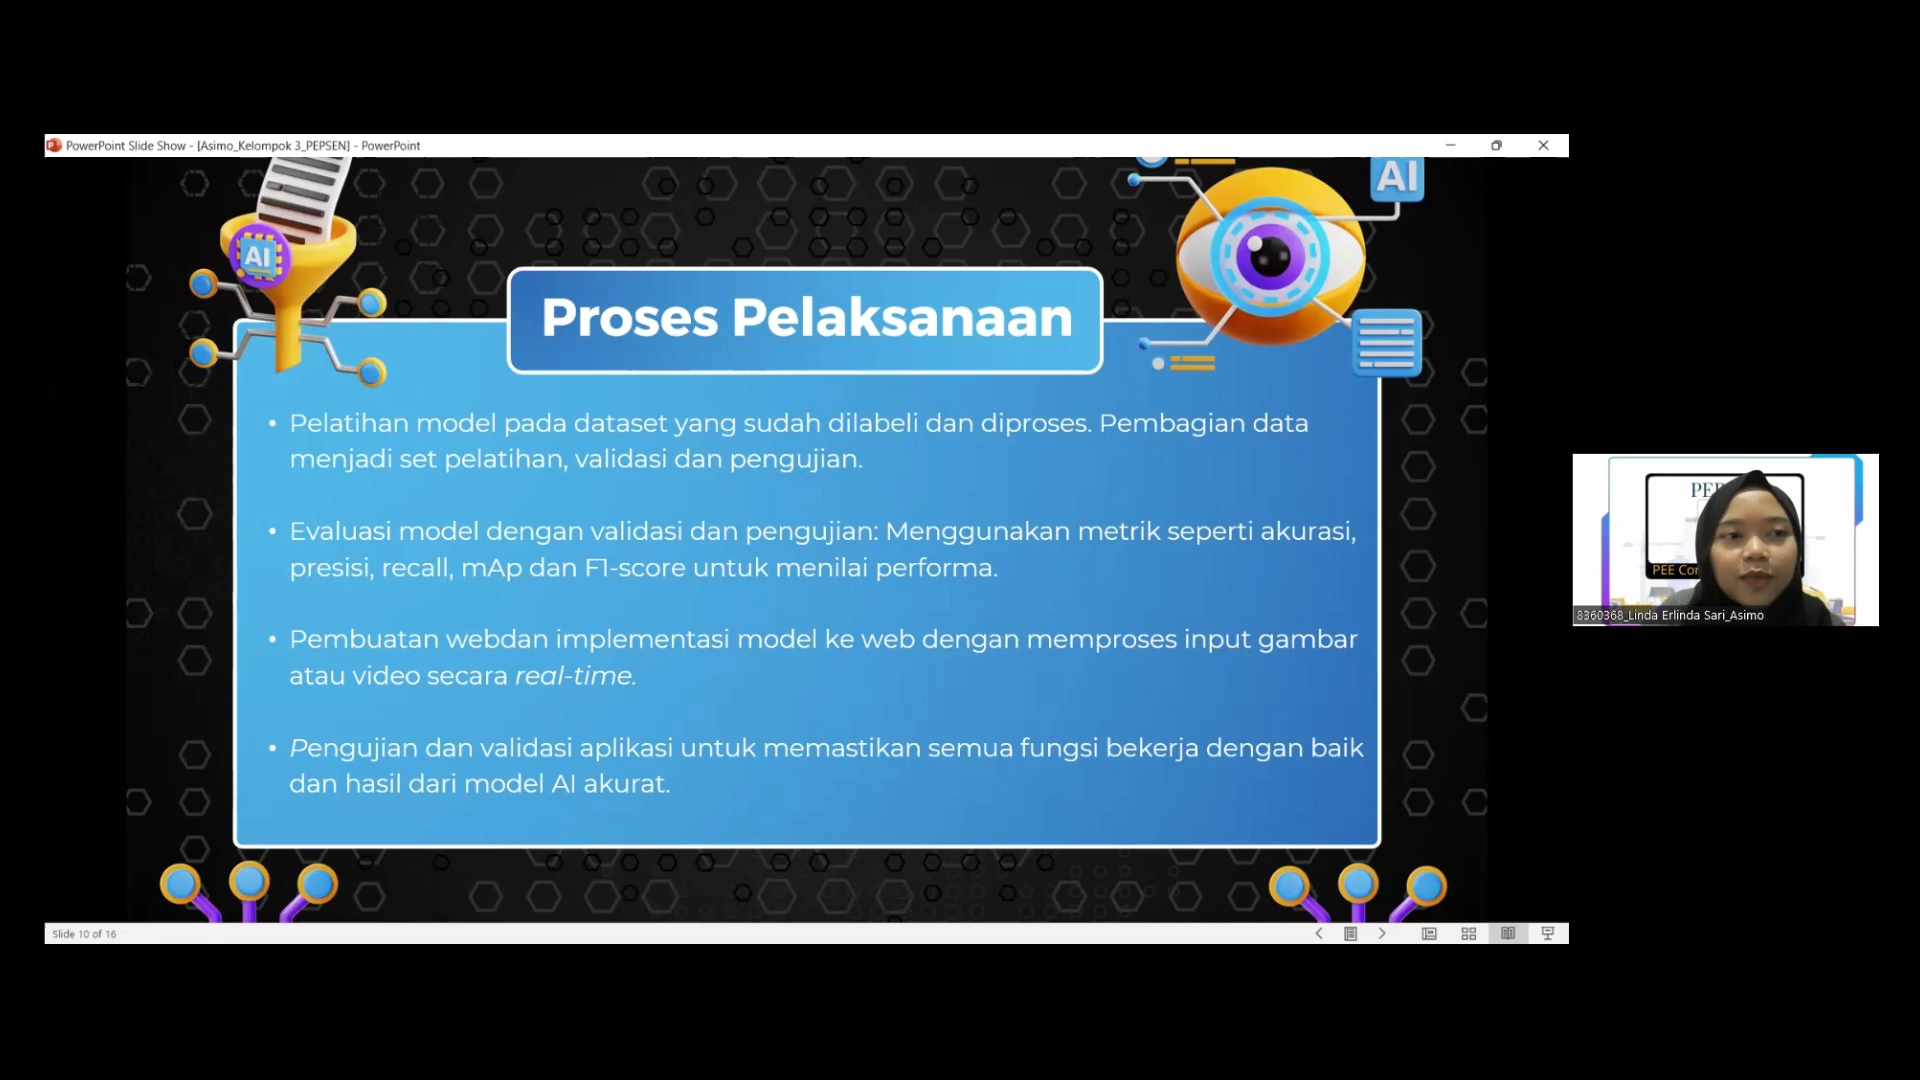 PowerPoint Slide Show - [Asimo_Kelompok 3_PEPSEN] - PowerPoint
AI
AI
Proses Pelaksanaan
• Pelatihan model pada dataset yang sudah dilabeli dan diproses. Pembagian data
menjadi set pelatihan, validasi dan pengujian.
• Evaluasi model dengan validasi dan pengujian: Menggunakan metrik seperti akurasi,
presisi, recall, mAp dan F1-score untuk menilai performa.
• Pembuatan webdan implementasi model ke web dengan memproses input gambar
atau video secara real-time.
• Pengujian dan validasi aplikasi untuk memastikan semua fungsi bekerja dengan baik
dan hasil dari model AI akurat.
PEE
8360368_Linda Erlinda Sari_Asimo
Slide 10 of 16